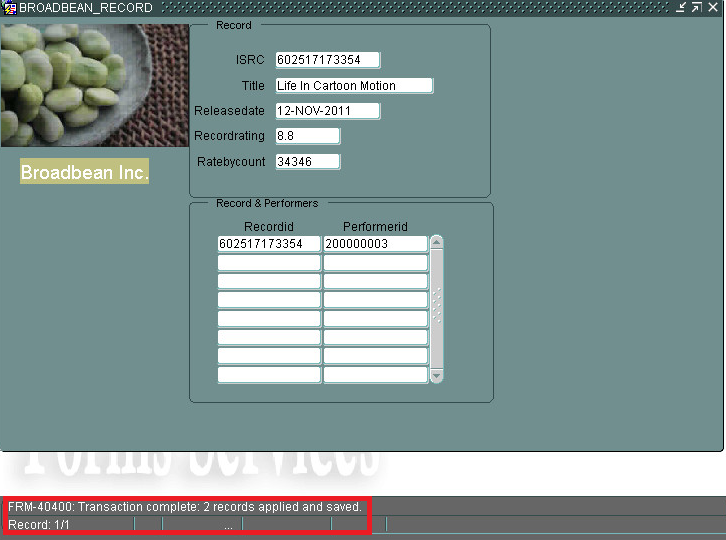 BROADBEAN_RECORD
Record
ISRC 602517173354
Title Life In Cartoon Motion
Releasedate 12-NOV-2011
Recordrating 8.8
Ratebycount 34346
Broadbean Inc.
Record & Performers
Recordid Performerid
602517173354 200000003
Forms Services
FRM-40400: Transaction complete: 2 records applied and saved.
Record: 1/1 ...